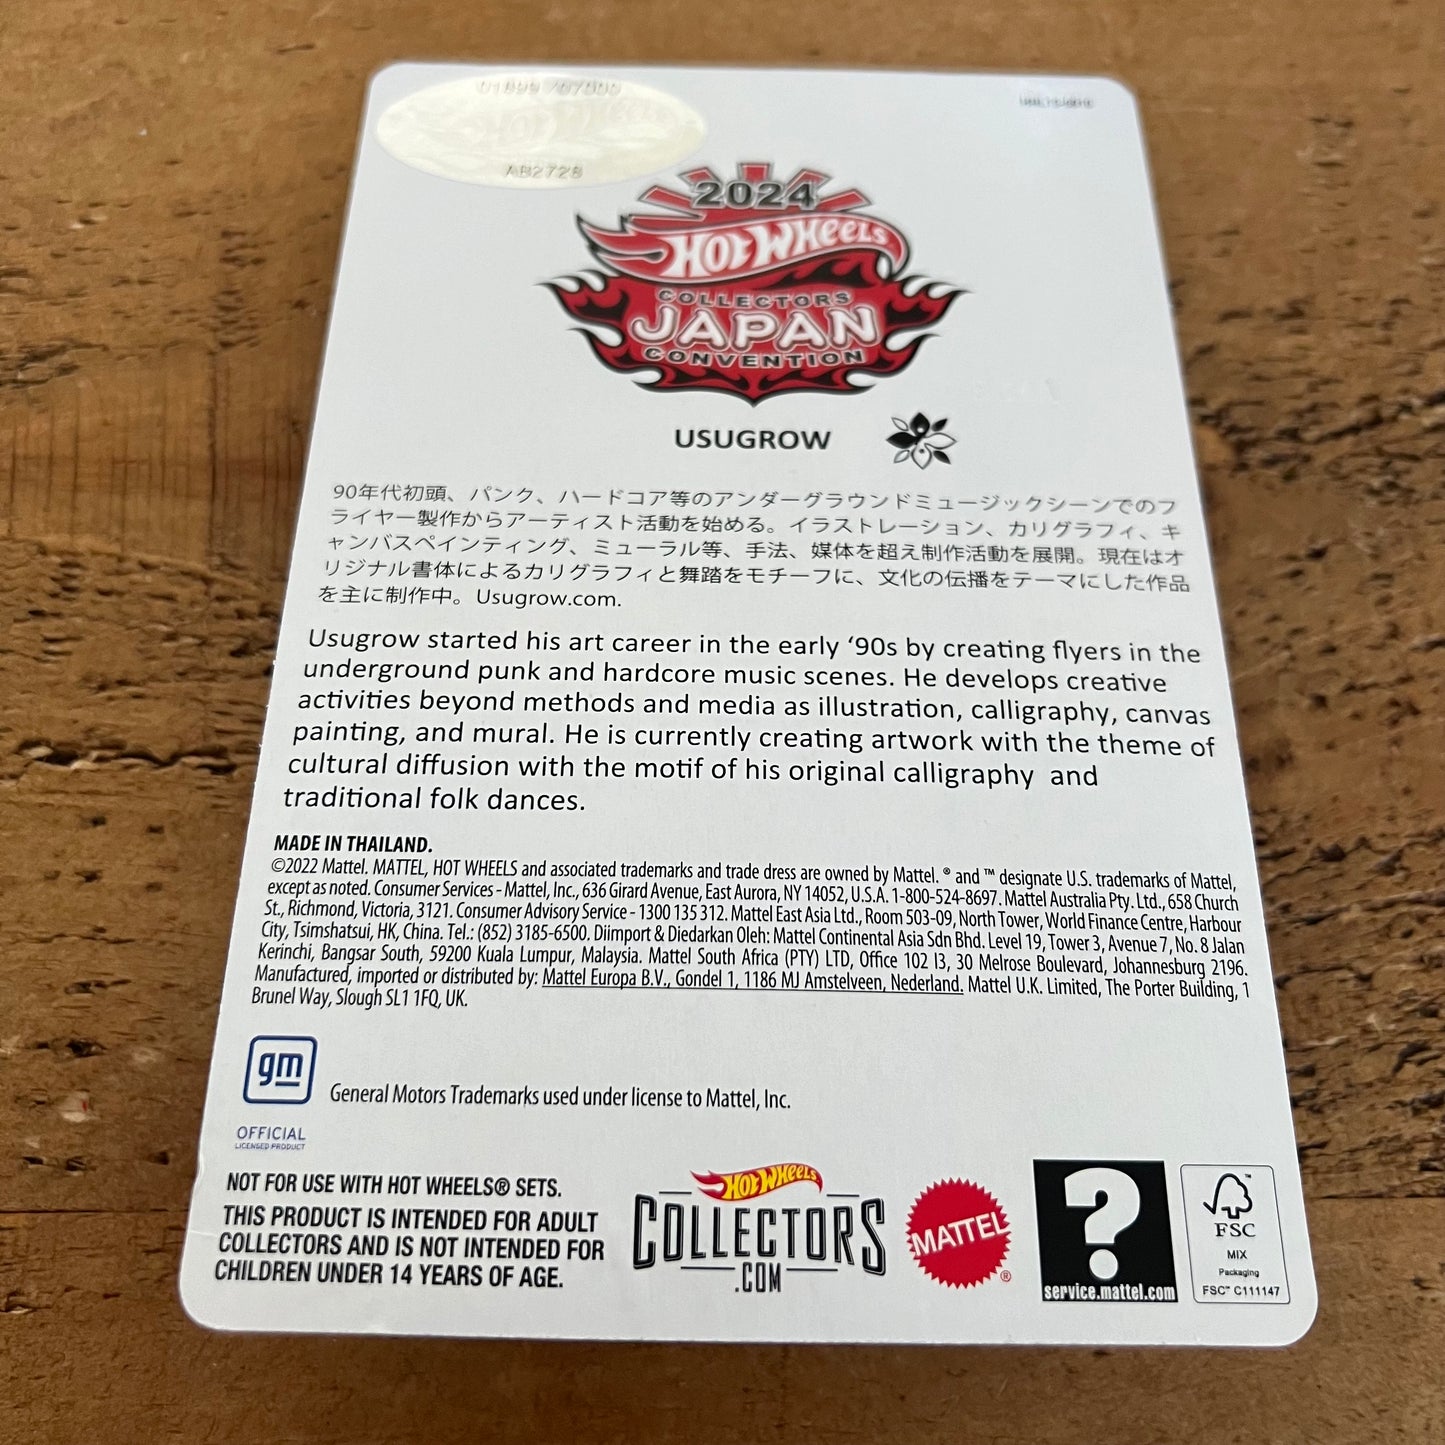 HOT WHEELS
AB2728
2024
HOT WHEELS
COLLECTORS
JAPAN
CONVENTION
USUGROW
90年代初頭、パンク、ハードコア等のアンダーグラウンドミュージックシーンでのフ
ライヤー製作からアーティスト活動を始める。イラストレーション、カリグラフィ、キ
ャンバスペインティング、ミューラル等、手法、媒体を超え制作活動を展開。現在はオ
リジナル書体によるカリグラフィと舞踏をモチーフに、文化の伝播をテーマにした作品
を主に制作中。Usugrow.com.
Usugrow started his art career in the early ‘90s by creating flyers in the
underground punk and hardcore music scenes. He develops creative
activities beyond methods and media as illustration, calligraphy, canvas
painting, and mural. He is currently creating artwork with the theme of
cultural diffusion with the motif of his original calligraphy and
traditional folk dances.
MADE IN THAILAND.
©2022 Mattel. MATTEL, HOT WHEELS and associated trademarks and trade dress are owned by Mattel. ® and ™ designate U.S. trademarks of Mattel,
except as noted. Consumer Services - Mattel, Inc., 636 Girard Avenue, East Aurora, NY 14052, U.S.A. 1-800-524-8697. Mattel Australia Pty. Ltd., 658 Church
St., Richmond, Victoria, 3121. Consumer Advisory Service - 1300 135 312. Mattel East Asia Ltd., Room 503-09, North Tower, World Finance Centre, Harbour
City, Tsimshatsui, HK, China. Tel.: (852) 3185-6500. Diimport & Diedarkan Oleh: Mattel Continental Asia Sdn Bhd. Level 19, Tower 3, Avenue 7, No. 8 Jalan
Kerinchi, Bangsar South, 59200 Kuala Lumpur, Malaysia. Mattel South Africa (PTY) LTD, Office 102 I3, 30 Melrose Boulevard, Johannesburg 2196.
Manufactured, imported or distributed by: Mattel Europa B.V., Gondel 1, 1186 MJ Amstelveen, Nederland. Mattel U.K. Limited, The Porter Building, 1
Brunel Way, Slough SL1 1FQ, UK.
gm
General Motors Trademarks used under license to Mattel, Inc.
OFFICIAL
LICENSED PRODUCT
NOT FOR USE WITH HOT WHEELS® SETS.
THIS PRODUCT IS INTENDED FOR ADULT
COLLECTORS AND IS NOT INTENDED FOR
CHILDREN UNDER 14 YEARS OF AGE.
HOT WHEELS
COLLECTORS
.COM
MATTEL®
?
service.mattel.com
FSC
MIX
Packaging
FSC™ C111147